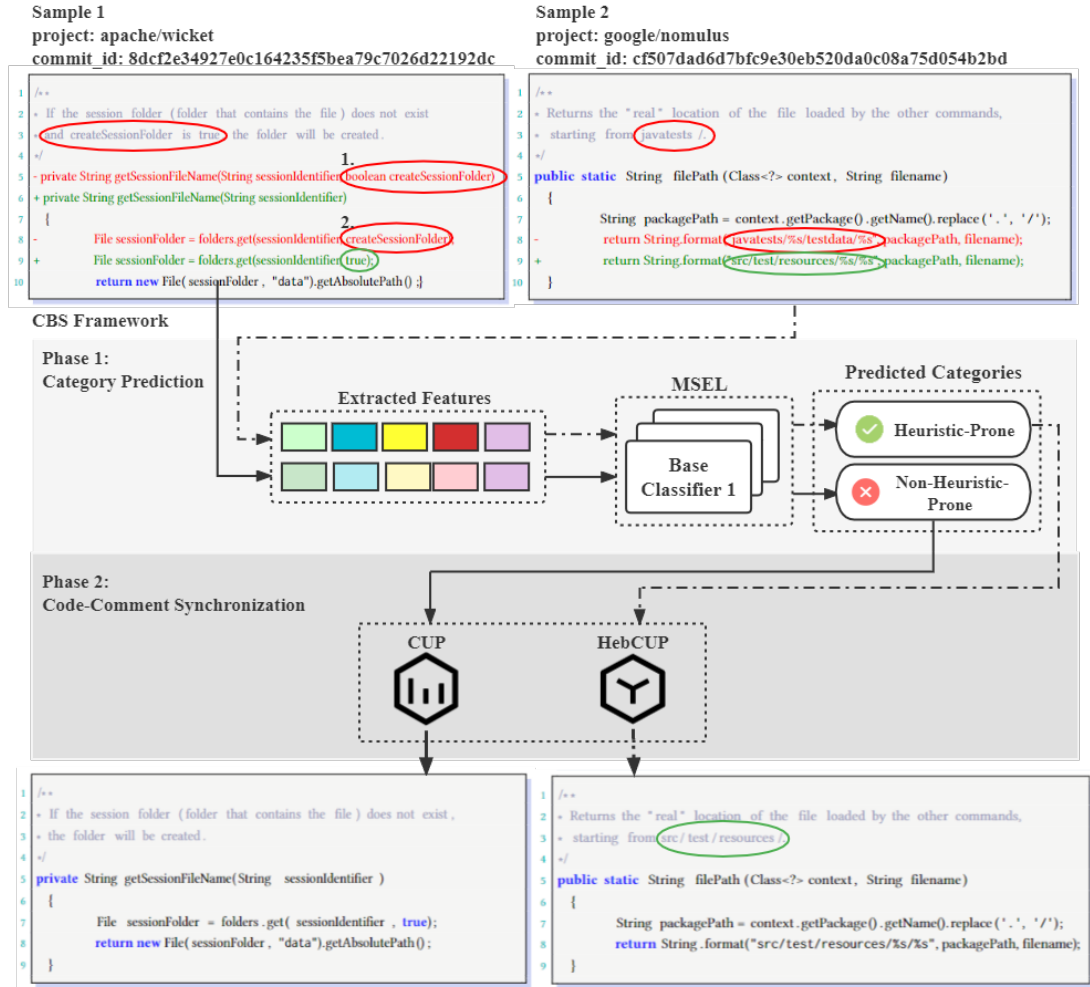 Sample 1
project: apache/wicket
commit_id: 8dcf2e34927e0c164235f5bea79c7026d22192dc
1 /**
2 * If the session folder (folder that contains the file) does not exist
3 * and createSessionFolder is true, the folder will be created.
4 */
1.
5 - private String getSessionFileName(String sessionIdentifier, boolean createSessionFolder)
6 + private String getSessionFileName(String sessionIdentifier)
7 {
2.
8 - File sessionFolder = folders.get(sessionIdentifier, createSessionFolder);
9 + File sessionFolder = folders.get(sessionIdentifier, true);
10 return new File( sessionFolder , "data").getAbsolutePath() ;}
Sample 2
project: google/nomulus
commit_id: cf507dad6d7bfc9e30eb520da0c08a75d054b2bd
1 /**
2 * Returns the "real" location of the file loaded by the other commands,
3 * starting from javatests /.
4 */
5 public static String filePath (Class<?> context , String filename)
6 {
7 String packagePath = context.getPackage().getName().replace('.', '/');
8 - return String.format("javatests/%s/testdata/%s", packagePath, filename);
9 + return String.format("src/test/resources/%s/%s", packagePath, filename);
10 }
CBS Framework
Phase 1:
Category Prediction
Extracted Features
MSEL
Base
Classifier 1
Predicted Categories
Heuristic-Prone
Non-Heuristic-
Prone
Phase 2:
Code-Comment Synchronization
CUP
HebCUP
1 /**
2 * If the session folder (folder that contains the file) does not exist ,
3 * the folder will be created.
4 */
5 private String getSessionFileName(String sessionIdentifier )
6 {
7 File sessionFolder = folders .get( sessionIdentifier , true);
8 return new File( sessionFolder , "data").getAbsolutePath() ;
9 }
1 /**
2 * Returns the "real" location of the file loaded by the other commands,
3 * starting from src/ test / resources /.
4 */
5 public static String filePath (Class<?> context , String filename)
6 {
7 String packagePath = context.getPackage().getName().replace('.', '/');
8 return String .format("src/test/resources/%s/%s", packagePath, filename);
9 }